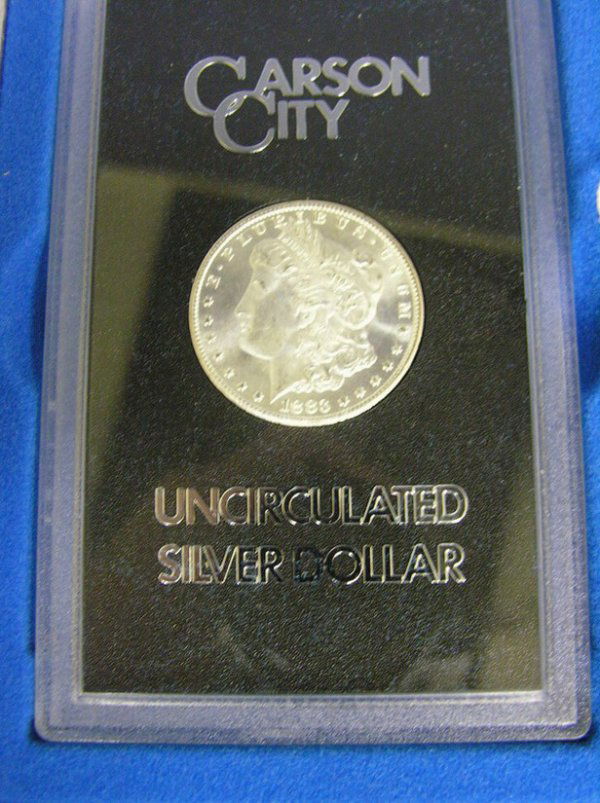 CARSON
CITY
E · PLURIBUS · UNUM
1883
UNCIRCULATED
SILVER DOLLAR